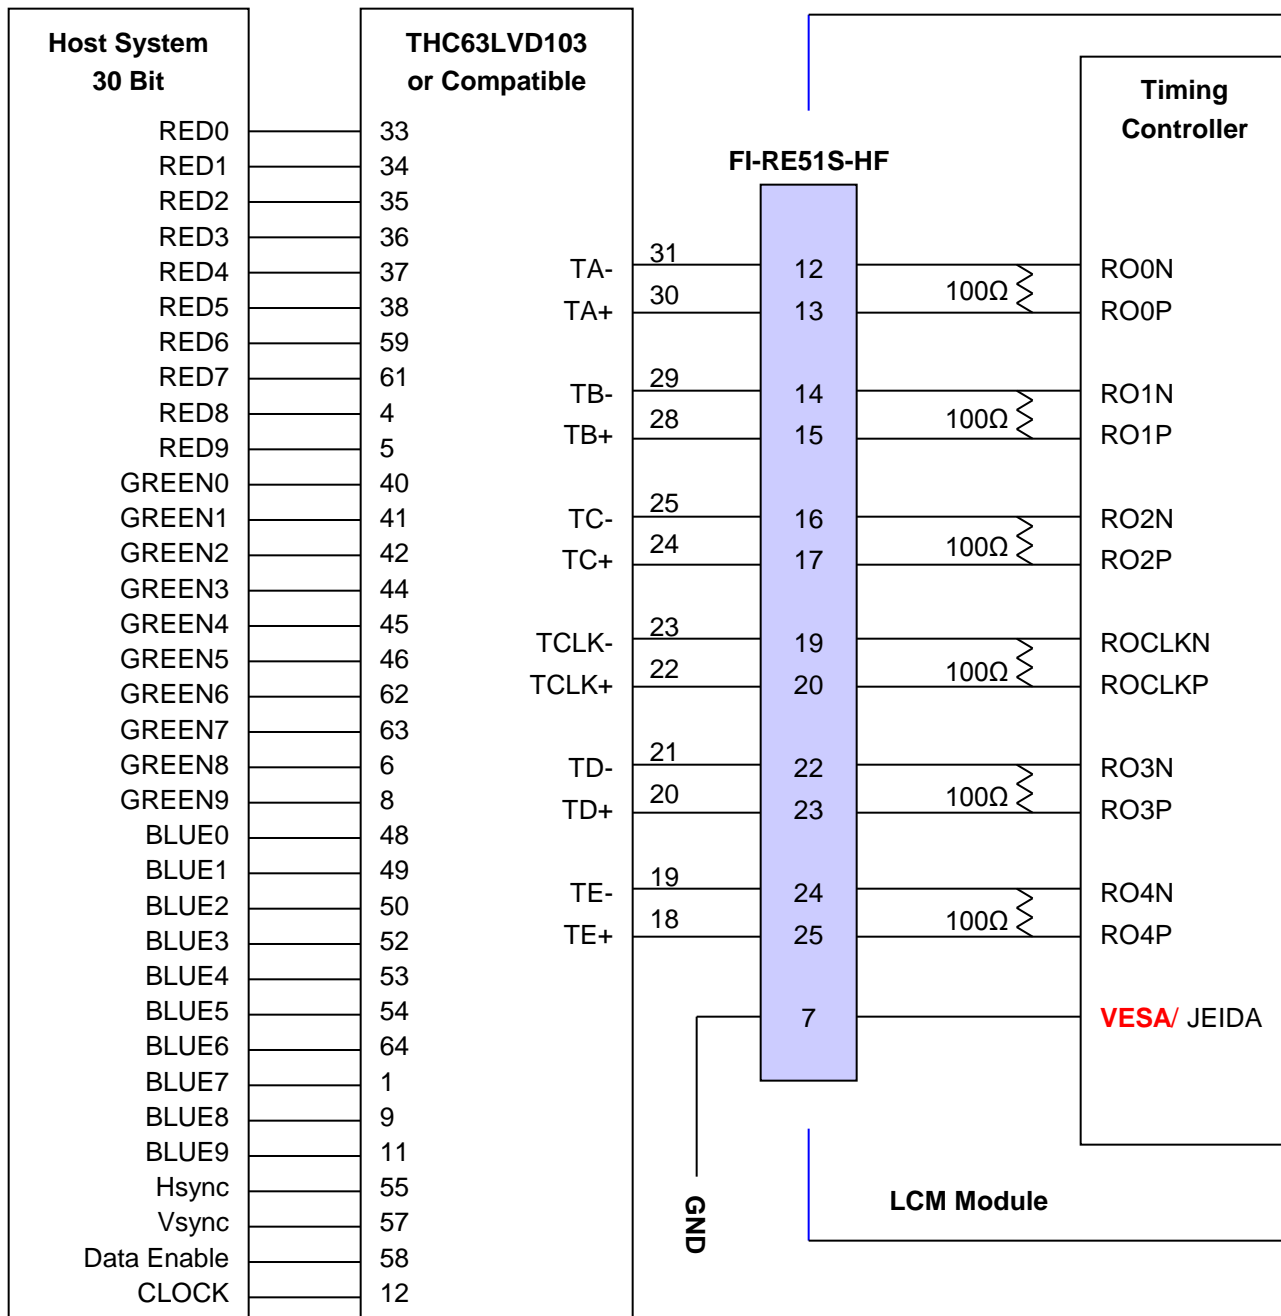 Host System
30 Bit
RED0
RED1
RED2
RED3
RED4
RED5
RED6
RED7
RED8
RED9
GREEN0
GREEN1
GREEN2
GREEN3
GREEN4
GREEN5
GREEN6
GREEN7
GREEN8
GREEN9
BLUE0
BLUE1
BLUE2
BLUE3
BLUE4
BLUE5
BLUE6
BLUE7
BLUE8
BLUE9
Hsync
Vsync
Data Enable
CLOCK
THC63LVD103
or Compatible
33
34
35
36
37
38
59
61
4
5
40
41
42
44
45
46
62
63
6
8
48
49
50
52
53
54
64
1
9
11
55
57
58
12
TA-
TA+
TB-
TB+
TC-
TC+
TCLK-
TCLK+
TD-
TD+
TE-
TE+
31
30
29
28
25
24
23
22
21
20
19
18
FI-RE51S-HF
12
13
14
15
16
17
19
20
22
23
24
25
7
GND
100Ω
100Ω
100Ω
100Ω
100Ω
100Ω
Timing
Controller
RO0N
RO0P
RO1N
RO1P
RO2N
RO2P
ROCLKN
ROCLKP
RO3N
RO3P
RO4N
RO4P
VESA/ JEIDA
LCM Module